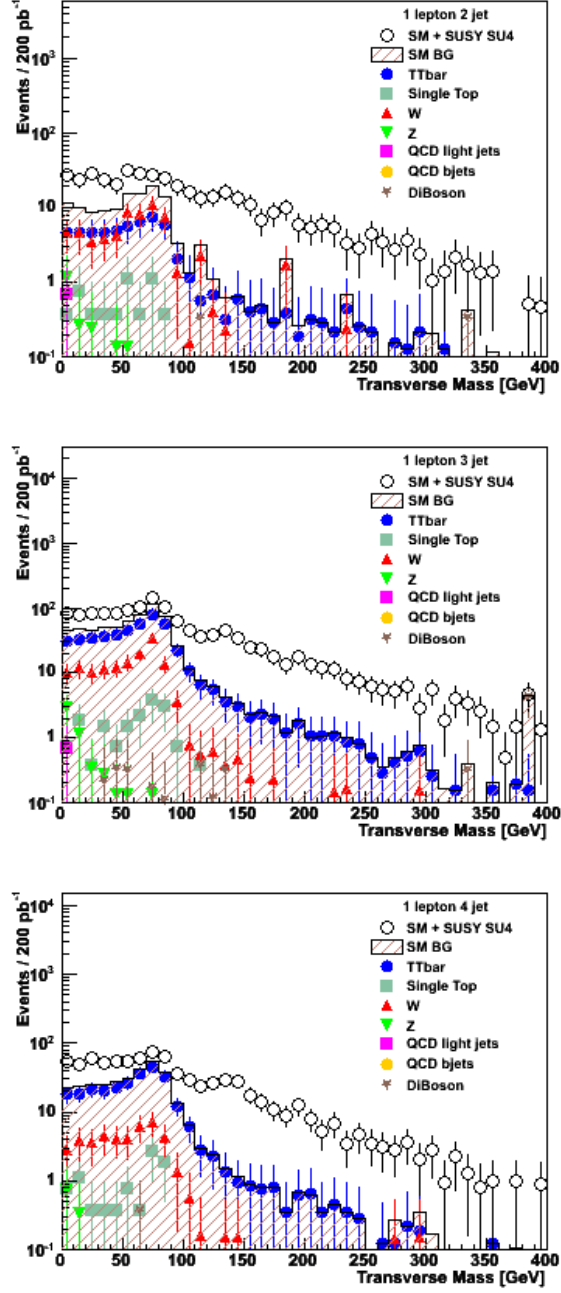 Events / 200 pb⁻¹
1 lepton 2 jet
SM + SUSY SU4
SM BG
TTbar
Single Top
W
Z
QCD light jets
QCD bjets
DiBoson
10³
10²
10
1
10⁻¹
0 50 100 150 200 250 300 350 400
Transverse Mass [GeV]
Events / 200 pb⁻¹
1 lepton 3 jet
SM + SUSY SU4
SM BG
TTbar
Single Top
W
Z
QCD light jets
QCD bjets
DiBoson
10⁴
10³
10²
10
1
10⁻¹
0 50 100 150 200 250 300 350 400
Transverse Mass [GeV]
Events / 200 pb⁻¹
1 lepton 4 jet
SM + SUSY SU4
SM BG
TTbar
Single Top
W
Z
QCD light jets
QCD bjets
DiBoson
10⁴
10³
10²
10
1
10⁻¹
0 50 100 150 200 250 300 350 400
Transverse Mass [GeV]